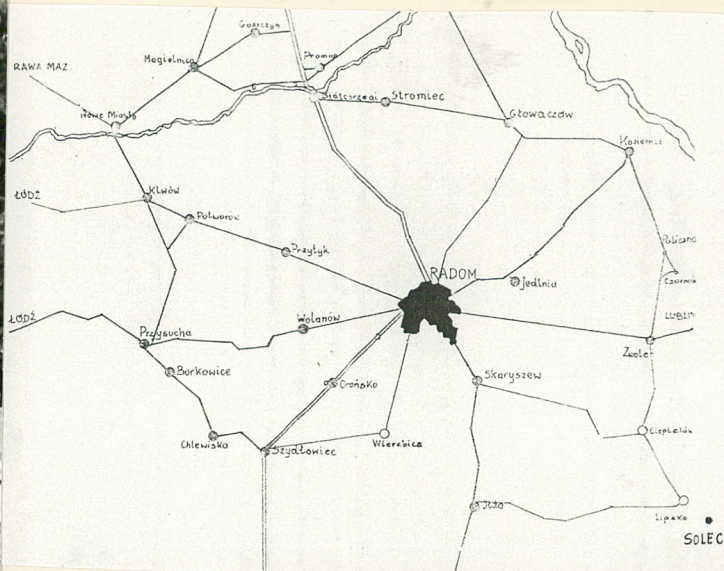 Goszczyn
Mogielnica
Promna
RAWA MAZ.
Białobrzegi
Stromiec
Nowe Miasto
Głowaczów
Kozienice
ŁÓDŹ
Klwów
Potworów
Przytyk
Policzna
Czarnolas
RADOM
Jedlnia
ŁÓDŹ
Wolanów
LUBLIN
Przysucha
Zwoleń
Borkowice
Orońsko
Skaryszew
Chlewiska
Szydłowiec
Wierzbica
Ciepielów
Iłża
Lipsko
SOLEC